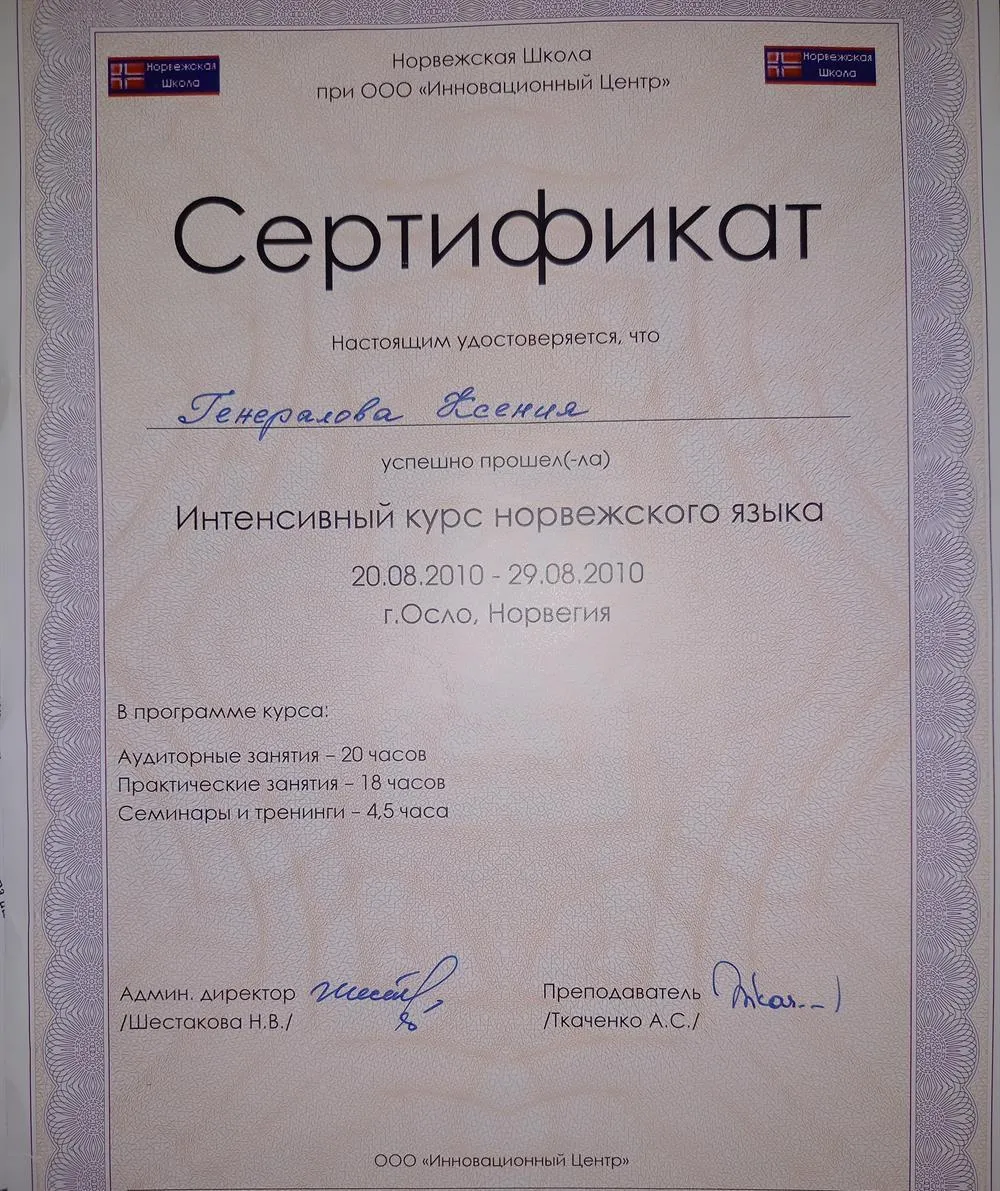 Норвежская
Школа
Норвежская Школа
при ООО «Инновационный Центр»
Норвежская
Школа
Сертификат
Настоящим удостоверяется, что
Генералова Ксения
успешно прошел(-ла)
Интенсивный курс норвежского языка
20.08.2010 - 29.08.2010
г.Осло, Норвегия
В программе курса:
Аудиторные занятия – 20 часов
Практические занятия – 18 часов
Семинары и тренинги – 4,5 часа
Админ. директор
/Шестакова Н.В./
Преподаватель
/Ткаченко А.С./
ООО «Инновационный Центр»